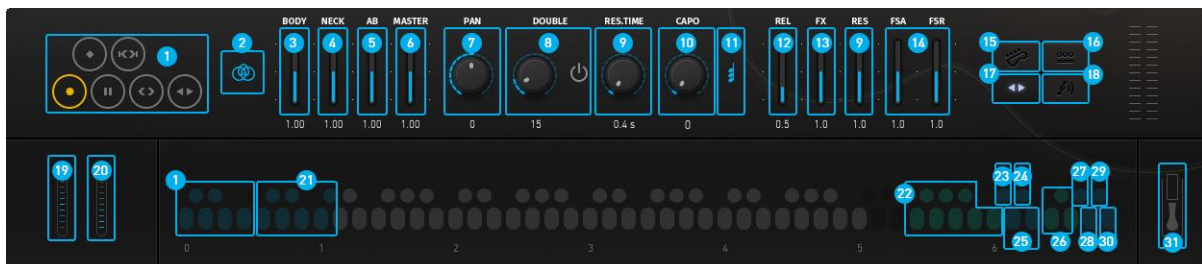 BODY NECK AB MASTER PAN DOUBLE RES.TIME CAPO REL FX RES FSA FSR
1 2 3 4 5 6 7 8 9 10 11 12 13 9 14 15 16
17 18
1.00 1.00 1.00 1.00 0 15 0.4 s 0 0.5 1.0 1.0 1.0 1.0
19 20 1 21 22 23 24 27 29
25 26 28 30 31
0 1 2 3 4 5 6